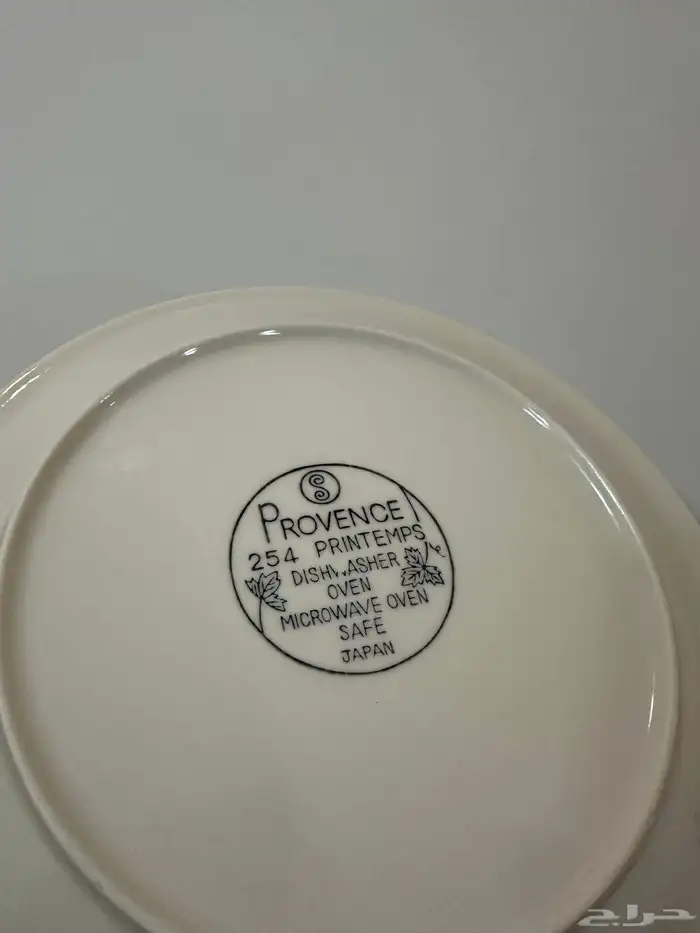 S
PROVENCE
254 PRINTEMPS
DISHWASHER
OVEN
MICROWAVE OVEN
SAFE
JAPAN
حراج